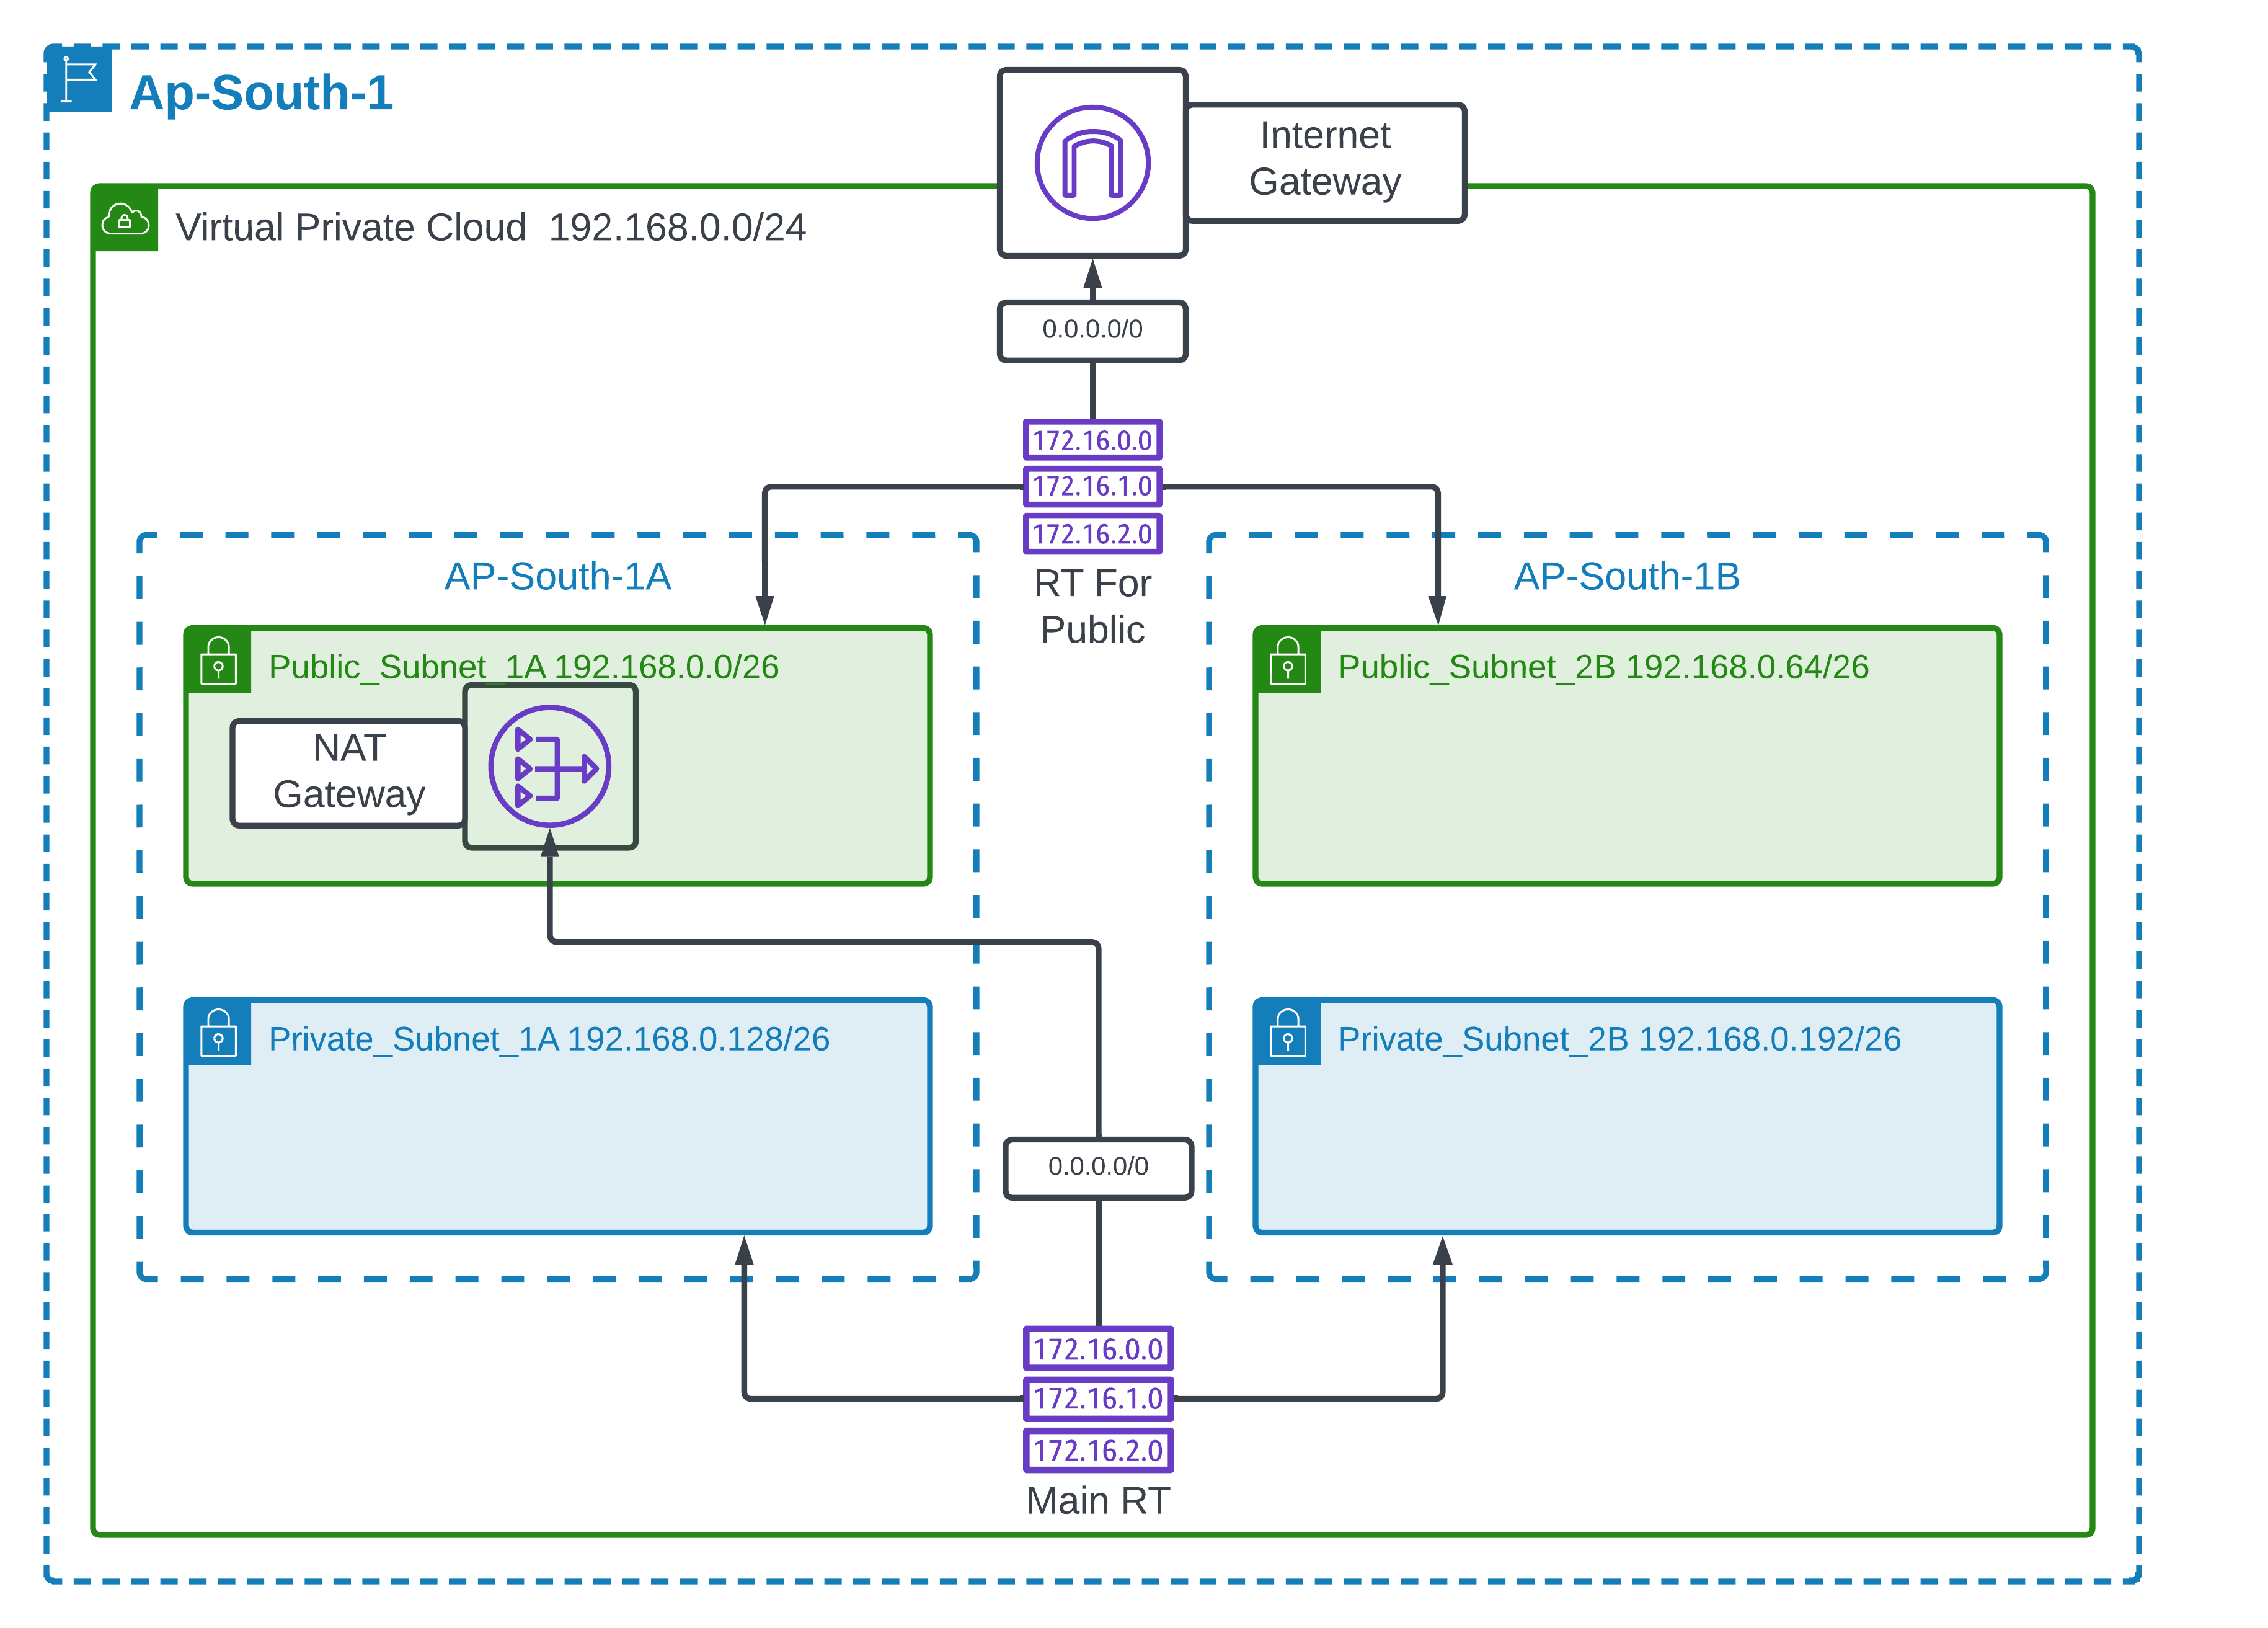 Ap-South-1
Internet
Gateway
Virtual Private Cloud  192.168.0.0/24
0.0.0.0/0
172.16.0.0
172.16.1.0
172.16.2.0
RT For
Public
AP-South-1A
AP-South-1B
Public_Subnet_1A 192.168.0.0/26
Public_Subnet_2B 192.168.0.64/26
NAT
Gateway
Private_Subnet_1A 192.168.0.128/26
Private_Subnet_2B 192.168.0.192/26
0.0.0.0/0
172.16.0.0
172.16.1.0
172.16.2.0
Main RT